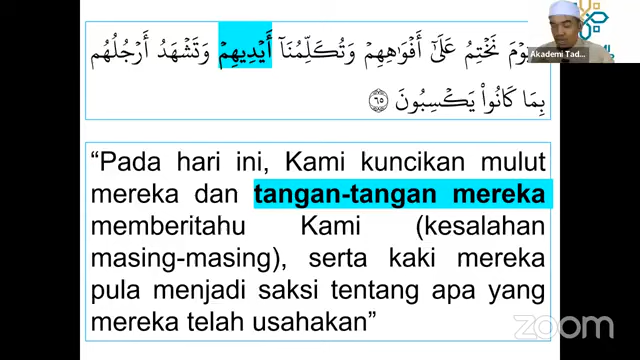 ـيَوْمَ نَخْتِمُ عَلَىٰٓ أَفْوَٰهِهِمْ وَتُكَلِّمُنَآ أَيْدِيهِمْ وَتَشْهَدُ أَرْجُلُهُم
بِمَا كَانُوا۟ يَكْسِبُونَ ٦٥
Akademi Tad...
“Pada hari ini, Kami kuncikan mulut
mereka dan tangan-tangan mereka
memberitahu Kami (kesalahan
masing-masing), serta kaki mereka
pula menjadi saksi tentang apa yang
mereka telah usahakan”
zoom